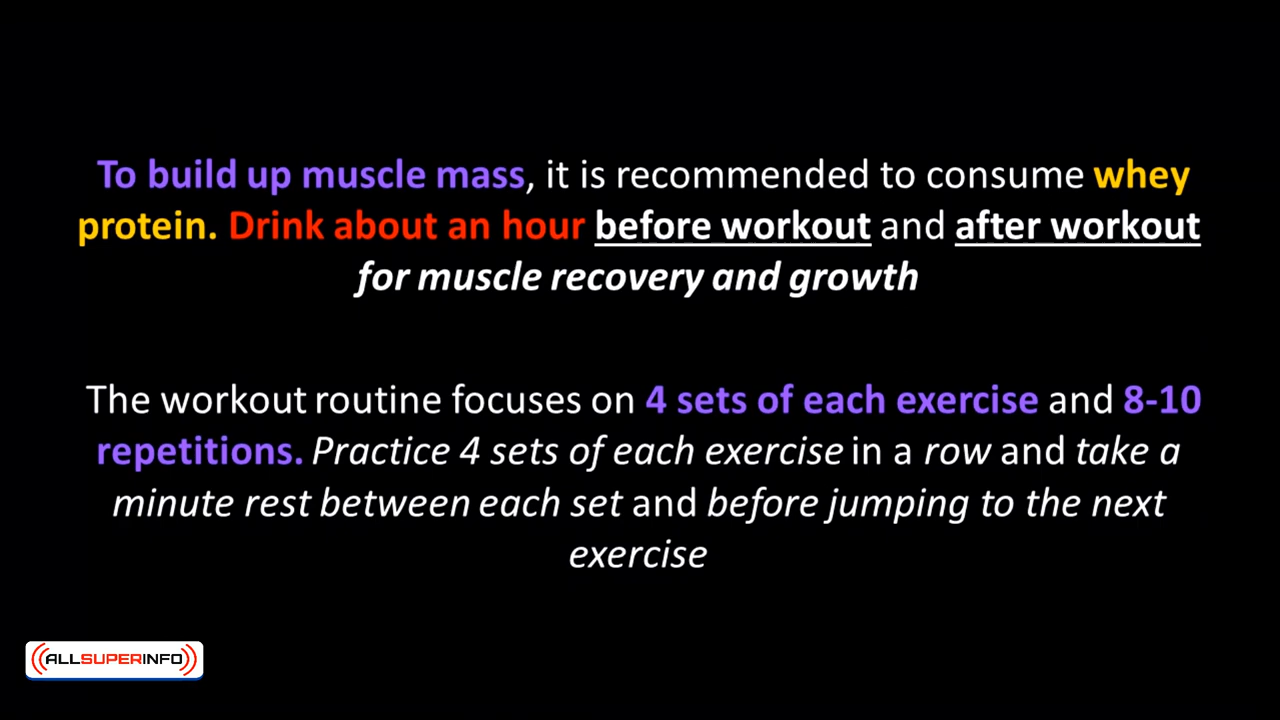 To build up muscle mass, it is recommended to consume whey
protein. Drink about an hour before workout and after workout
for muscle recovery and growth
The workout routine focuses on 4 sets of each exercise and 8-10
repetitions. Practice 4 sets of each exercise in a row and take a
minute rest between each set and before jumping to the next
exercise
ALLSUPERINFO